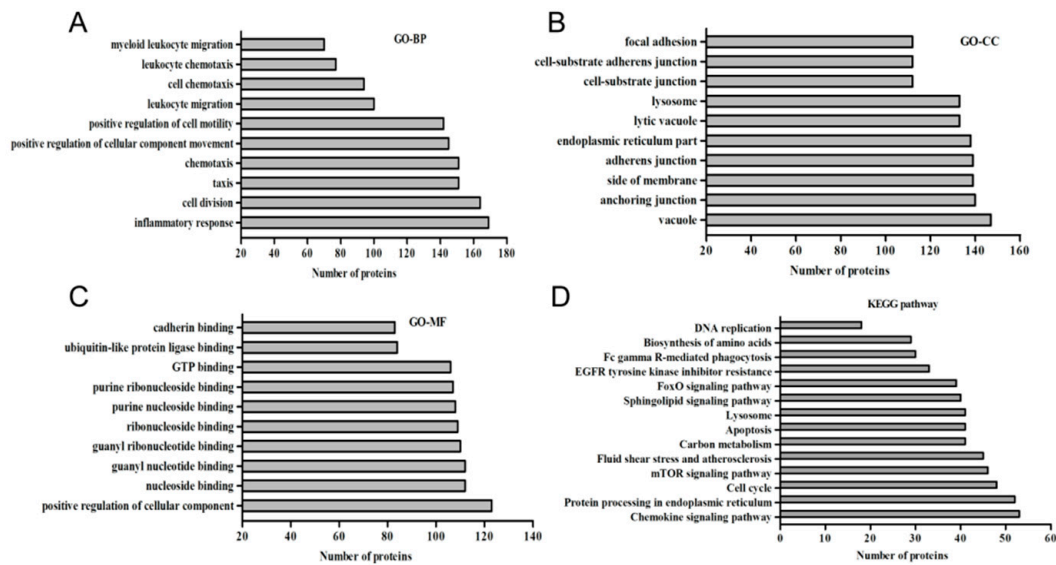 A
GO-BP
myeloid leukocyte migration
leukocyte chemotaxis
cell chemotaxis
leukocyte migration
positive regulation of cell motility
positive regulation of cellular component movement
chemotaxis
taxis
cell division
inflammatory response
20 40 60 80 100 120 140 160 180
Number of proteins
B
GO-CC
focal adhesion
cell-substrate adherens junction
cell-substrate junction
lysosome
lytic vacuole
endoplasmic reticulum part
adherens junction
side of membrane
anchoring junction
vacuole
20 40 60 80 100 120 140 160
Number of proteins
C
GO-MF
cadherin binding
ubiquitin-like protein ligase binding
GTP binding
purine ribonucleoside binding
purine nucleoside binding
ribonucleoside binding
guanyl ribonucleotide binding
guanyl nucleotide binding
nucleoside binding
positive regulation of cellular component
20 40 60 80 100 120 140
Number of proteins
D
KEGG pathway
DNA replication
Biosynthesis of amino acids
Fc gamma R-mediated phagocytosis
EGFR tyrosine kinase inhibitor resistance
FoxO signaling pathway
Sphingolipid signaling pathway
Lysosome
Apoptosis
Carbon metabolism
Fluid shear stress and atherosclerosis
mTOR signaling pathway
Cell cycle
Protein processing in endoplasmic reticulum
Chemokine signaling pathway
0 10 20 30 40 50 60
Number of proteins